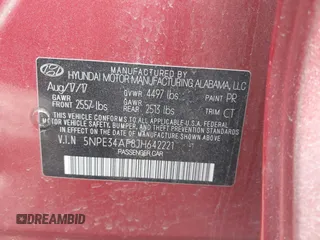 MANUFACTURED BY
HYUNDAI MOTOR MANUFACTURING ALABAMA, LLC
Aug/17/17 GVWR 4497 lbs PAINT PR
GAWR FRONT 2557 lbs GAWR REAR 2513 lbs TRIM CT
THIS VEHICLE CONFORMS TO ALL APPLICABLE U.S. FEDERAL
MOTOR VEHICLE SAFETY, BUMPER, AND THEFT PREVENTION
STANDARDS IN EFFECT ON THE DATE OF MANUFACTURE SHOWN ABOVE.
V.I.N 5NPE34AF8JH642221
PASSENGER CAR
DREAMBID